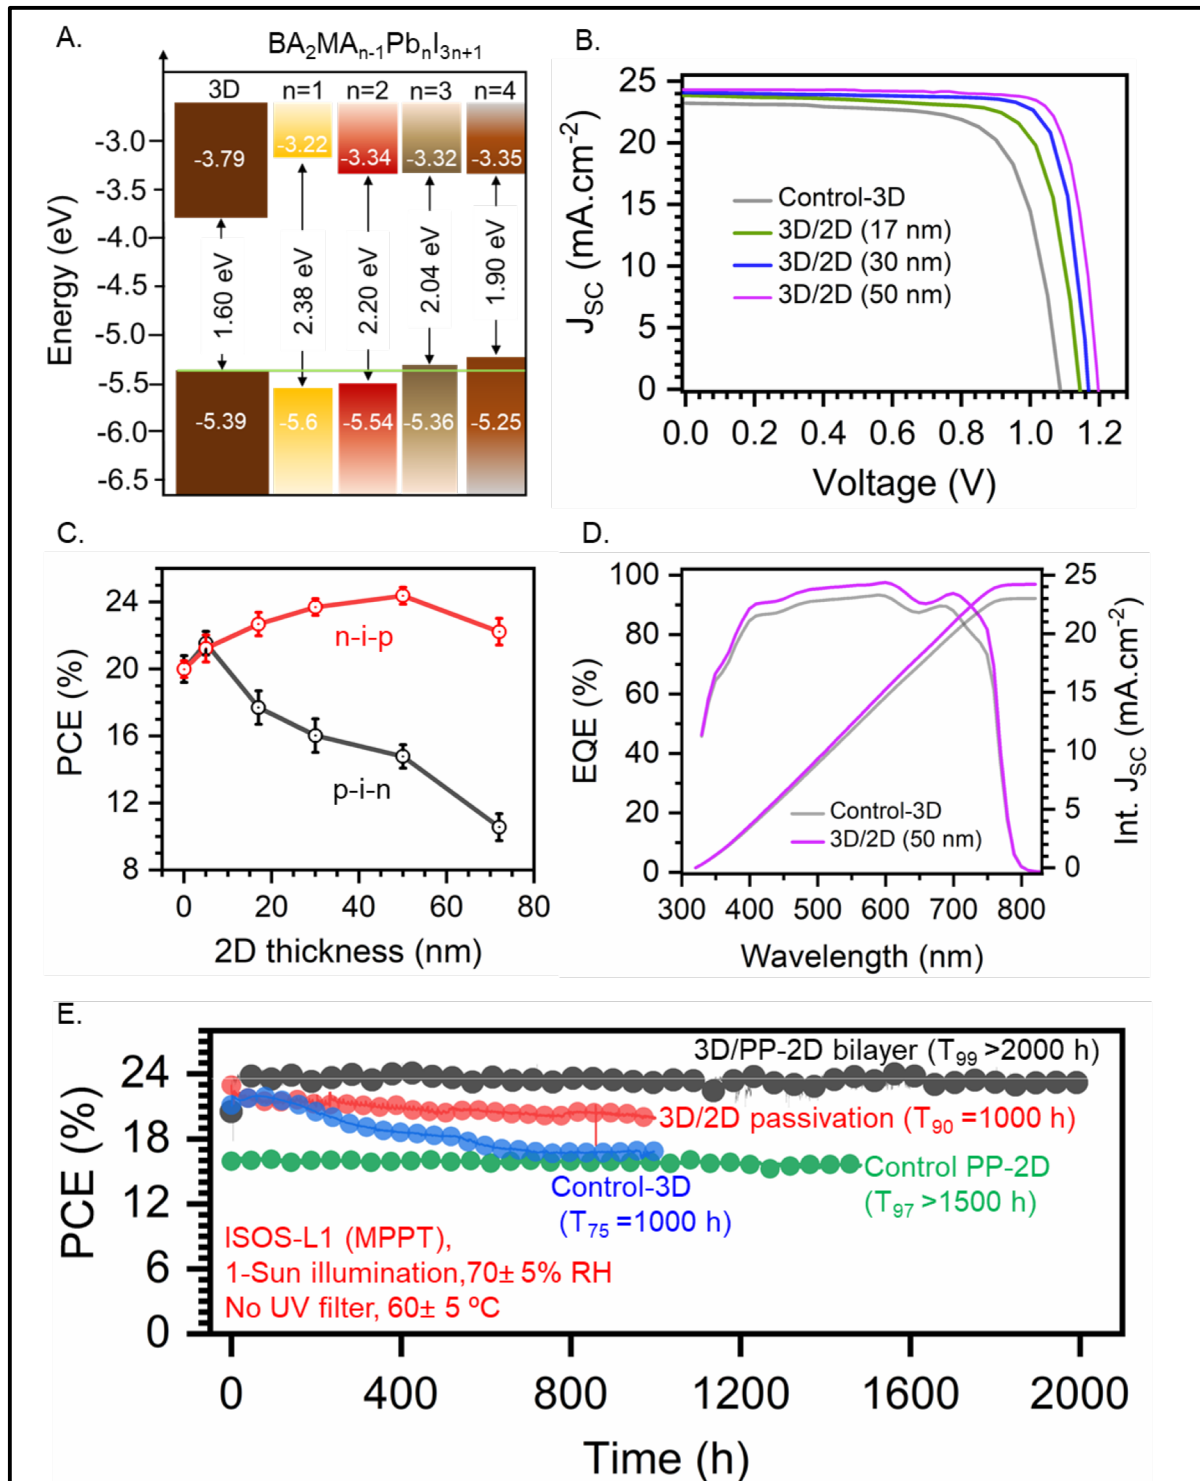 A.
BA₂MAₙ₋₁PbₙI₃ₙ₊₁
3D n=1 n=2 n=3 n=4
Energy (eV)
-3.0
-3.5
-4.0
-4.5
-5.0
-5.5
-6.0
-6.5
-3.79 -3.22 -3.34 -3.32 -3.35
1.60 eV 2.38 eV 2.20 eV 2.04 eV 1.90 eV
-5.39 -5.6 -5.54 -5.36 -5.25
B.
J_SC (mA.cm⁻²)
25
20
15
10
5
0
Control-3D
3D/2D (17 nm)
3D/2D (30 nm)
3D/2D (50 nm)
0.0 0.2 0.4 0.6 0.8 1.0 1.2
Voltage (V)
C.
PCE (%)
24
20
16
12
8
n-i-p
p-i-n
0 20 40 60 80
2D thickness (nm)
D.
EQE (%)
100
80
60
40
20
0
Control-3D
3D/2D (50 nm)
25
20
15
10
5
0
Int. J_SC (mA.cm⁻²)
300 400 500 600 700 800
Wavelength (nm)
E.
PCE (%)
24
18
12
6
0
3D/PP-2D bilayer (T₉₉ >2000 h)
3D/2D passivation (T₉₀ =1000 h)
Control-3D
(T₇₅ =1000 h)
Control PP-2D
(T₉₇ >1500 h)
ISOS-L1 (MPPT),
1-Sun illumination,70± 5% RH
No UV filter, 60± 5 ºC
0 400 800 1200 1600 2000
Time (h)